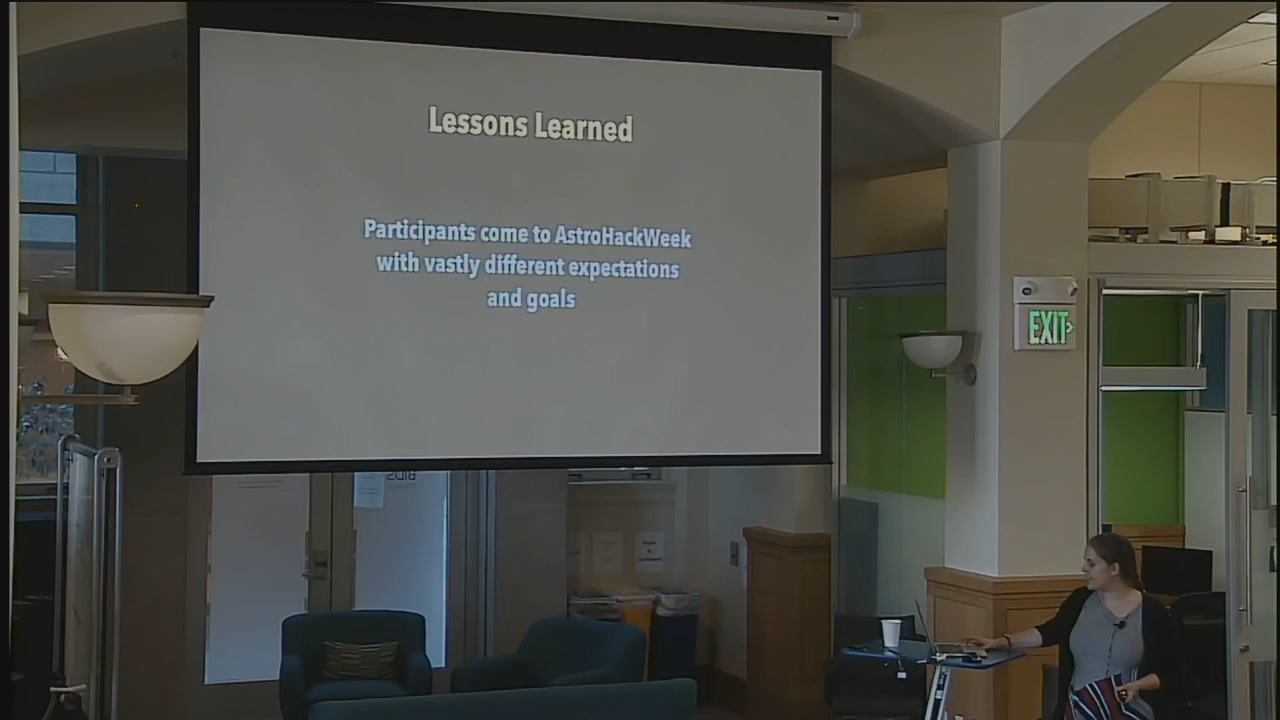 Lessons Learned
Participants come to AstroHackWeek
with vastly different expectations
and goals
EXIT